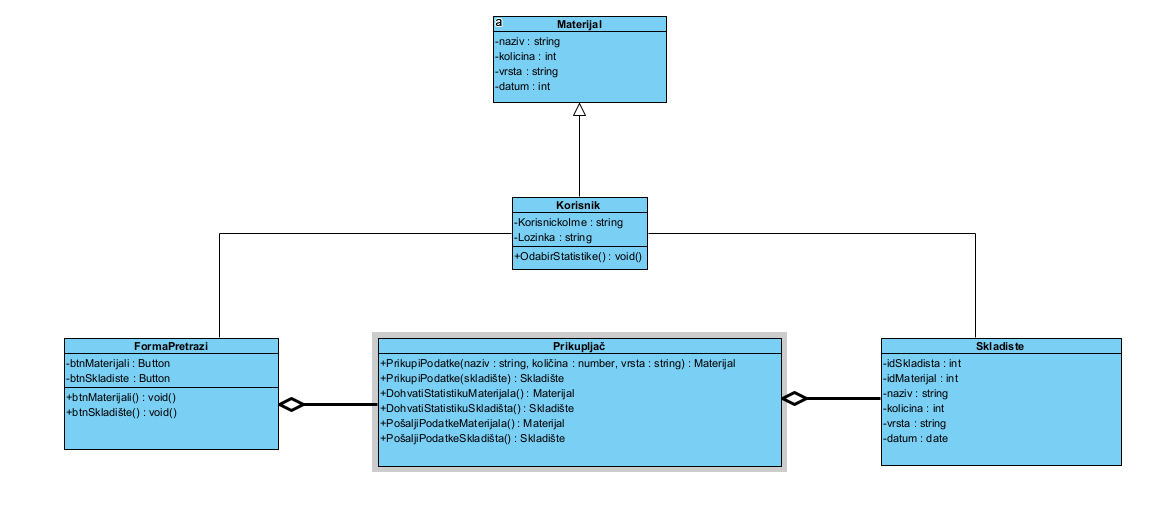 a
Materijal
-naziv : string
-kolicina : int
-vrsta : string
-datum : int
Korisnik
-KorisnickoIme : string
-Lozinka : string
+OdabirStatistike() : void()
FormaPretrazi
-btnMaterijali : Button
-btnSkladiste : Button
+btnMaterijali() : void()
+btnSkladište() : void()
Prikupljač
+PrikupiPodatke(naziv : string, količina : number, vrsta : string) : Materijal
+PrikupiPodatke(skladište) : Skladište
+DohvatiStatistikuMaterijala() : Materijal
+DohvatiStatistikuSkladišta() : Skladište
+PošaljiPodatkeMaterijala() : Materijal
+PošaljiPodatkeSkladišta() : Skladište
Skladiste
-idSkladista : int
-idMaterijal : int
-naziv : string
-kolicina : int
-vrsta : string
-datum : date